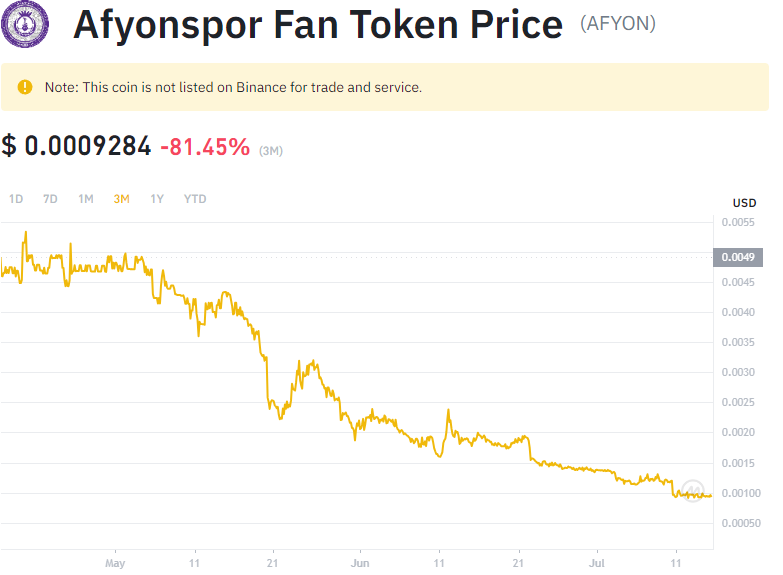 Afyonspor Fan Token Price (AFYON)
Note: This coin is not listed on Binance for trade and service.
$ 0.0009284 -81.45% (3M)
1D 7D 1M 3M 1Y YTD
USD
0.0055
0.0049
0.0045
0.0040
0.0035
0.0030
0.0025
0.0020
0.0015
0.00100
0.00050
May 11 21 Jun 11 21 Jul 11